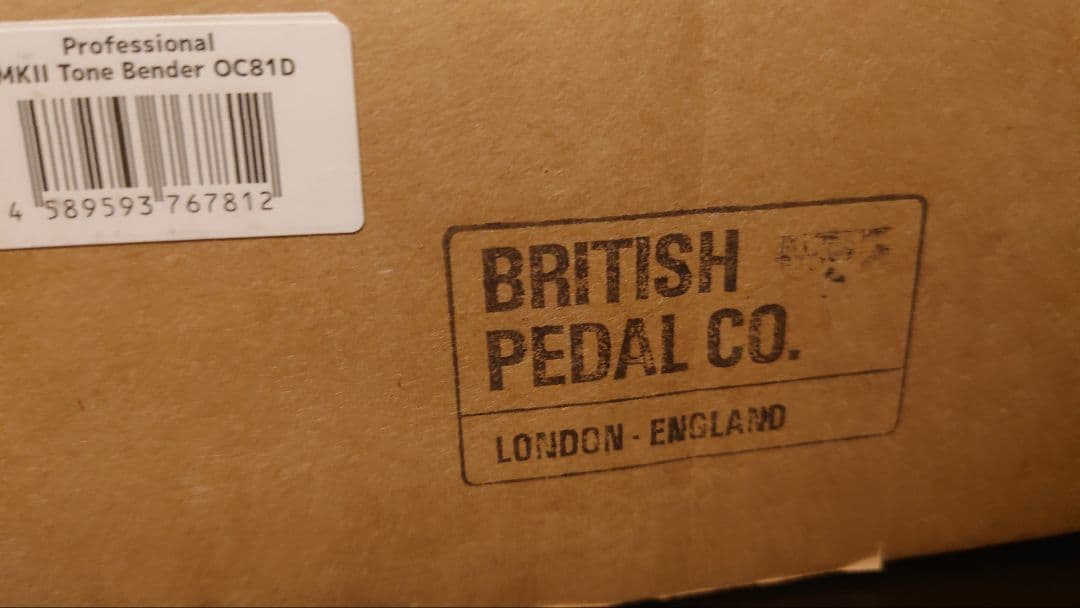 Professional
MKII Tone Bender OC81D
4 589593 767812
BRITISH
PEDAL CO.
LONDON - ENGLAND